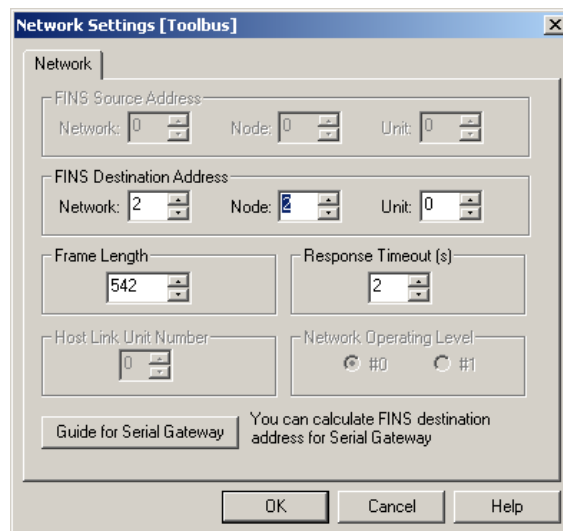 Network Settings [Toolbus]
Network
FINS Source Address
Network: 0 Node: 0 Unit: 0
FINS Destination Address
Network: 2 Node: 2 Unit: 0
Frame Length
542
Response Timeout (s)
2
Host Link Unit Number
0
Network Operating Level
#0 #1
Guide for Serial Gateway
You can calculate FINS destination
address for Serial Gateway
OK Cancel Help